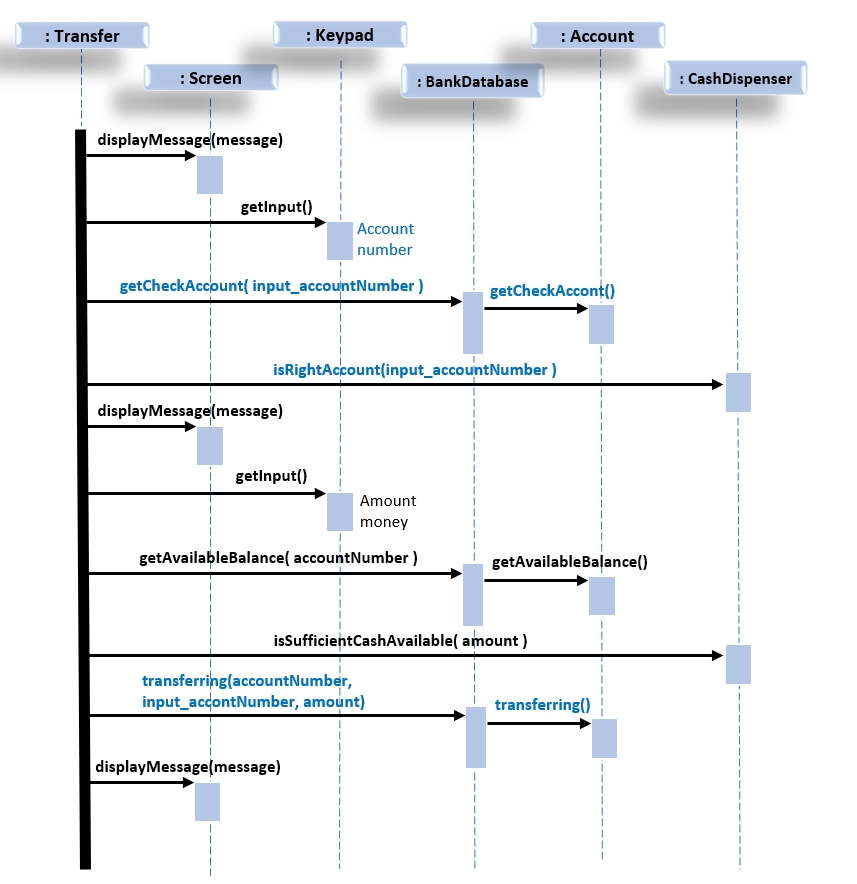 : Transfer
: Keypad
: Account
: Screen
: BankDatabase
: CashDispenser
displayMessage(message)
getInput()
Account
number
getCheckAccount( input_accountNumber )
getCheckAccont()
isRightAccount(input_accountNumber )
displayMessage(message)
getInput()
Amount
money
getAvailableBalance( accountNumber )
getAvailableBalance()
isSufficientCashAvailable( amount )
transferring(accountNumber,
input_accontNumber, amount)
transferring()
displayMessage(message)